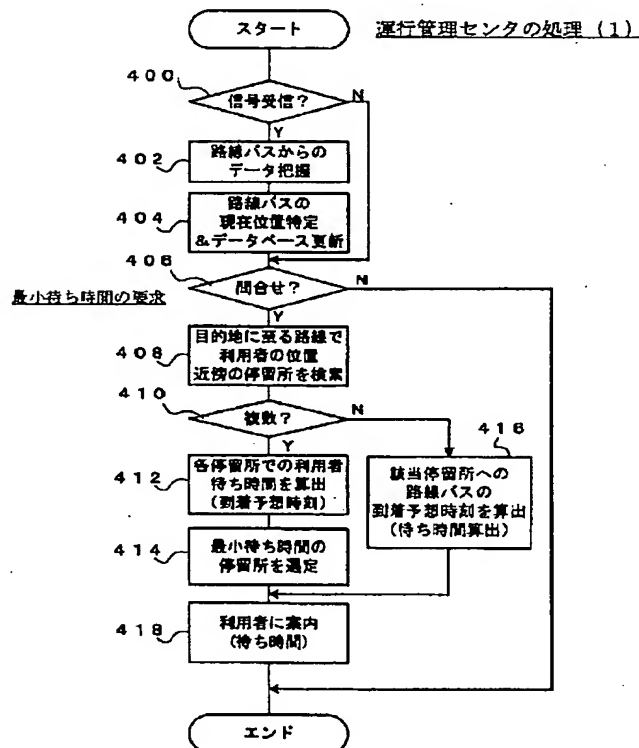 スタート
運行管理センタの処理 (1)
400
信号受信?
N
Y
402
路線バスからの
データ把握
404
路線バスの
現在位置特定
&データベース更新
406
最小待ち時間の要求
問合せ?
N
Y
408
目的地に至る路線で
利用者の位置
近傍の停留所を検索
410
複数?
N
Y
416
412
各停留所での利用者
待ち時間を算出
(到着予想時刻)
該当停留所への
路線バスの
到着予想時刻を算出
(待ち時間算出)
414
最小待ち時間の
停留所を選定
418
利用者に案内
(待ち時間)
エンド